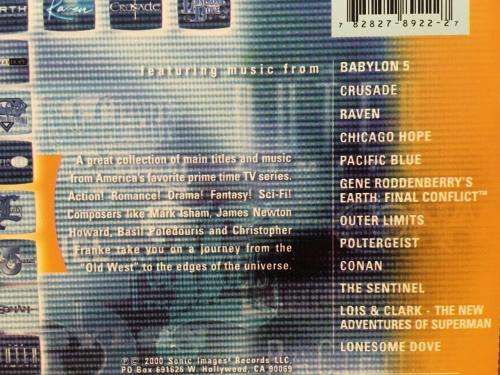 RTH
Raven
CRUSADE
7 82827-8922-2 7
featuring music from
BABYLON 5
CRUSADE
RAVEN
CHICAGO HOPE
PACIFIC BLUE
GENE RODDENBERRY'S
EARTH: FINAL CONFLICT™
OUTER LIMITS
POLTERGEIST
CONAN
THE SENTINEL
LOIS & CLARK - THE NEW
ADVENTURES OF SUPERMAN
LONESOME DOVE
A great collection of main titles and music
from America's favorite prime time TV series.
Action! Romance! Drama! Fantasy! Sci-Fi!
Composers like Mark Isham, James Newton
Howard, Basil Poledouris and Christopher
Franke take you on a journey from the
"Old West" to the edges of the universe.
℗ © 2000 Sonic Images Records LLC,
PO Box 691626 W. Hollywood, CA 90069